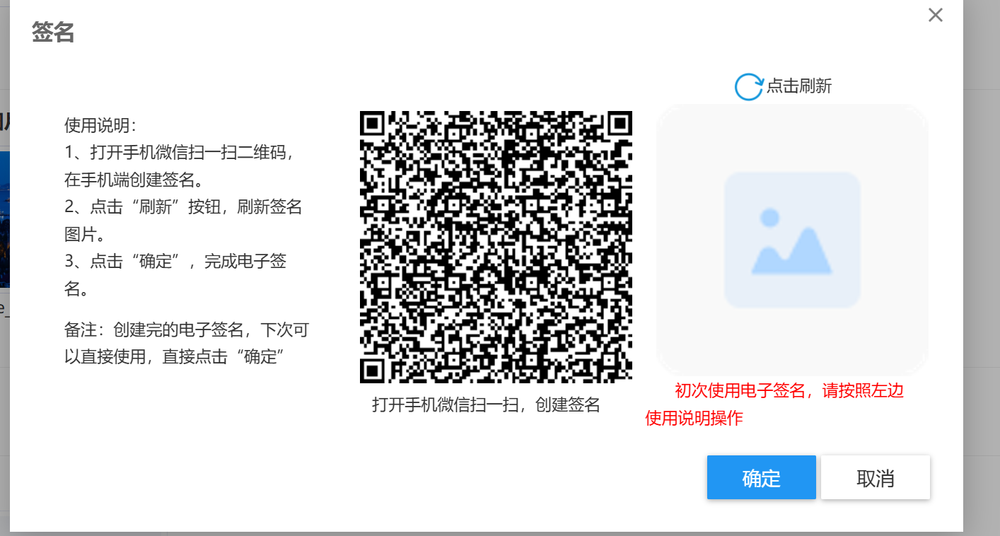 签名
点击刷新
使用说明：
1、打开手机微信扫一扫二维码，
在手机端创建签名。
2、点击“刷新”按钮，刷新签名
图片。
3、点击“确定”，完成电子签
名。
备注：创建完的电子签名，下次可
以直接使用，直接点击“确定”
打开手机微信扫一扫，创建签名
初次使用电子签名，请按照左边
使用说明操作
确定
取消
e_